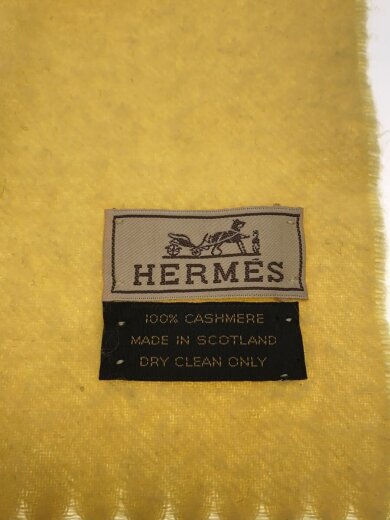 HERMÈS
100% CASHMERE
MADE IN SCOTLAND
DRY CLEAN ONLY